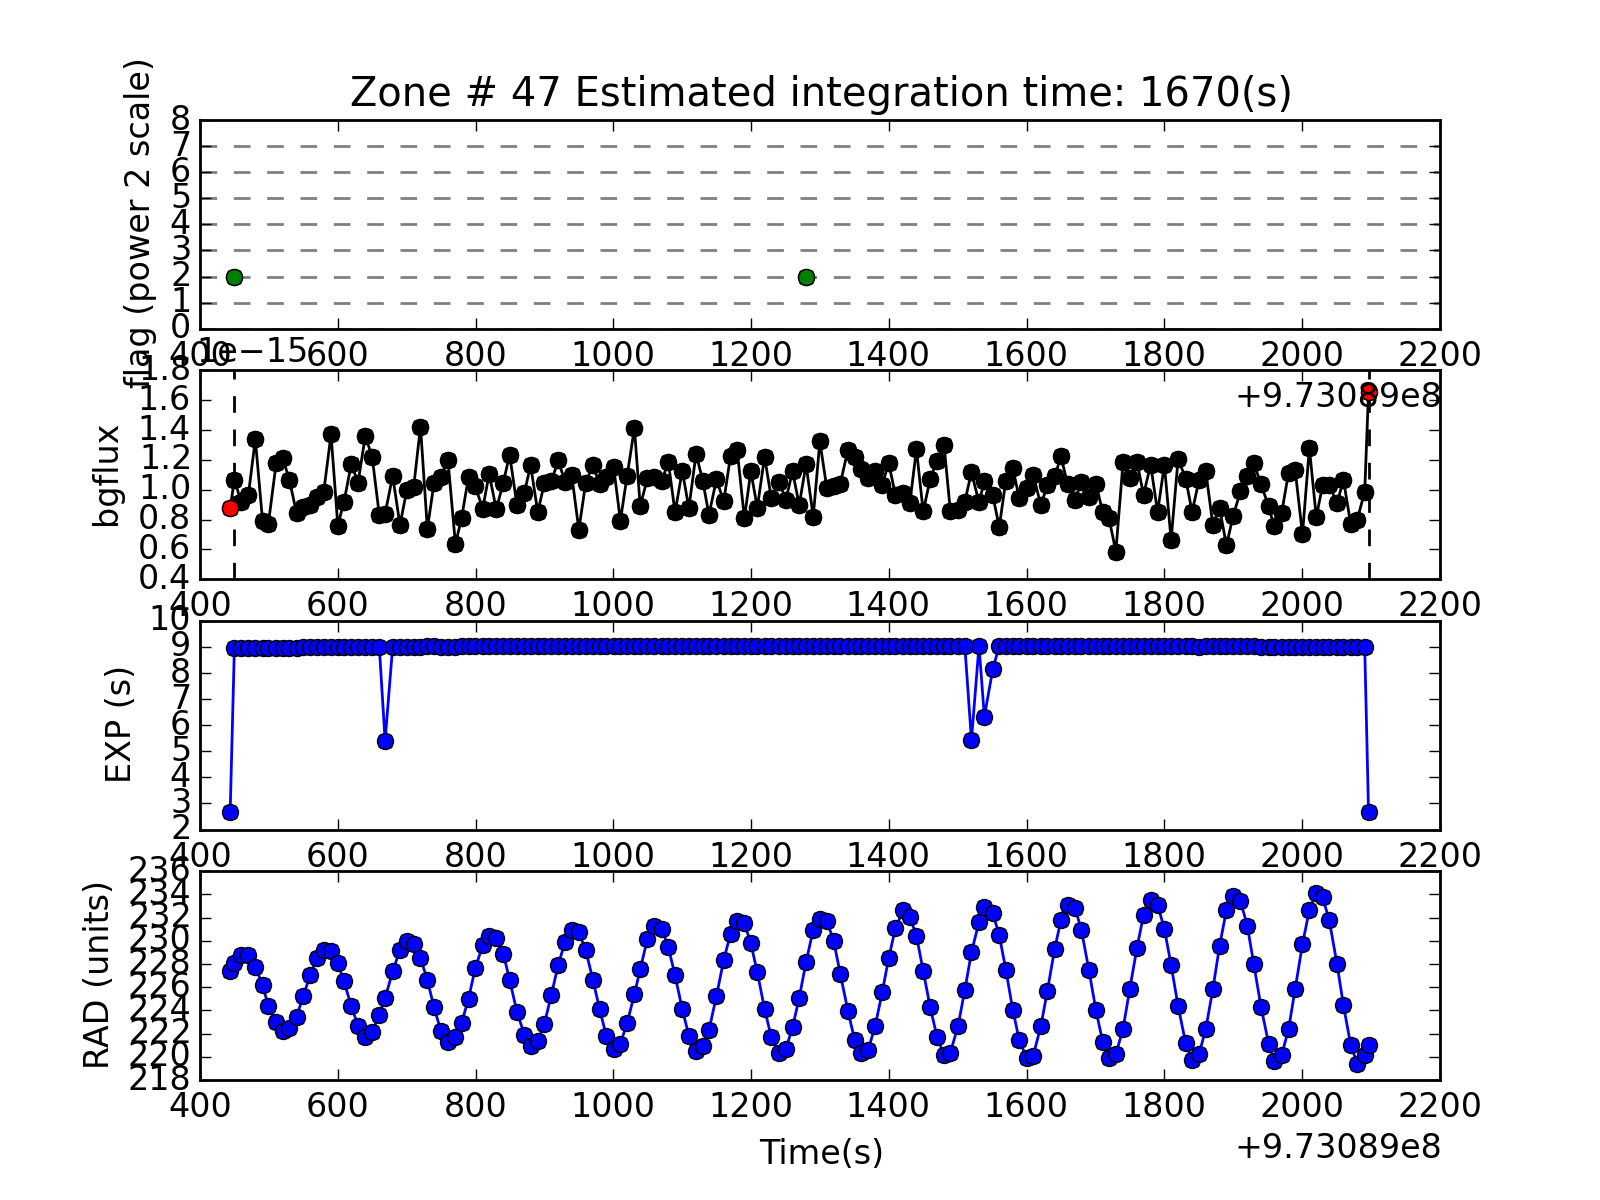 Zone # 47 Estimated integration time: 1670(s)
flag (power 2 scale)
8
7
6
5
4
3
2
1
0
400 600 800 1000 1200 1400 1600 1800 2000 2200
1e−15
+9.73089e8
bgflux
1.8
1.6
1.4
1.2
1.0
0.8
0.6
0.4
400 600 800 1000 1200 1400 1600 1800 2000 2200
EXP (s)
10
9
8
7
6
5
4
3
2
400 600 800 1000 1200 1400 1600 1800 2000 2200
RAD (units)
236
234
232
230
228
226
224
222
220
218
400 600 800 1000 1200 1400 1600 1800 2000 2200
Time(s)
+9.73089e8